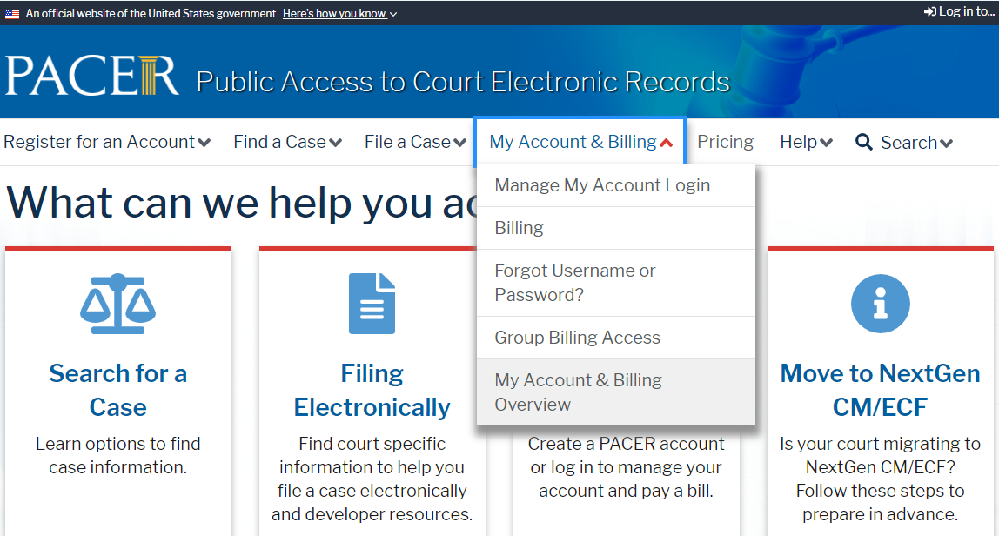 An official website of the United States government Here's how you know
Log in to...
PACER Public Access to Court Electronic Records
Register for an Account Find a Case File a Case My Account & Billing Pricing Help Search
What can we help you
Manage My Account Login
Billing
Forgot Username or
Password?
Group Billing Access
My Account & Billing
Overview
Search for a
Case
Learn options to find
case information.
Filing
Electronically
Find court specific
information to help you
file a case electronically
and developer resources.
Create a PACER account
or log in to manage your
account and pay a bill.
Move to NextGen
CM/ECF
Is your court migrating to
NextGen CM/ECF?
Follow these steps to
prepare in advance.